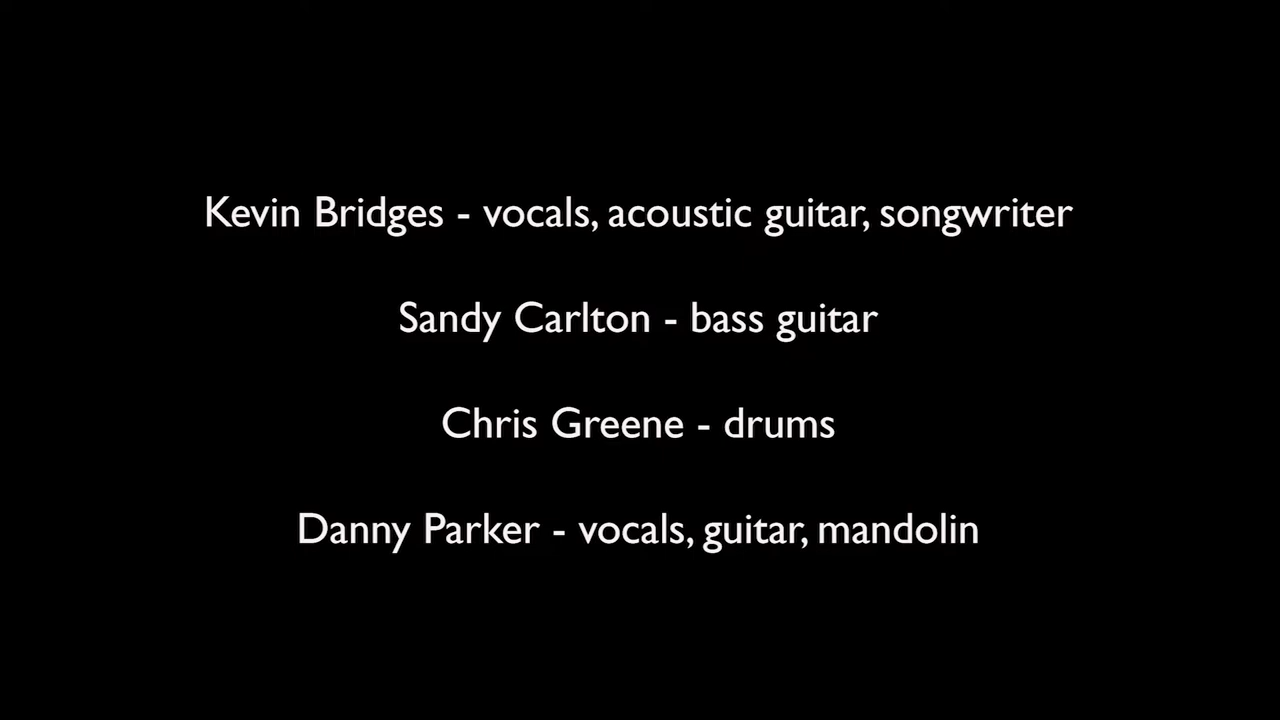 Kevin Bridges - vocals, acoustic guitar, songwriter
Sandy Carlton - bass guitar
Chris Greene - drums
Danny Parker - vocals, guitar, mandolin